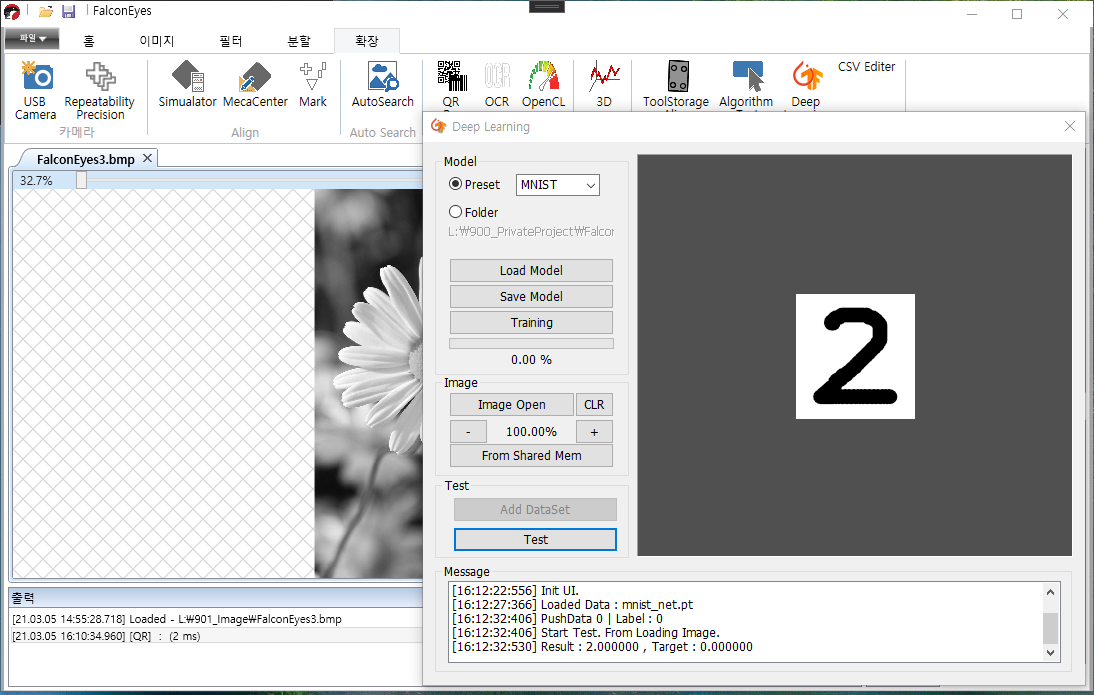 FalconEyes
파일
홈 이미지 필터 분할 확장
USB Camera
Repeatability Precision
카메라
Simualator MecaCenter Mark
Align
AutoSearch
Auto Search
QR OCR OpenCL
3D
ToolStorage Algorithm Deep
CSV Editer
FalconEyes3.bmp
32.7%
Deep Learning
Model
Preset MNIST
Folder
L:₩900_PrivateProject₩Falcor
Load Model
Save Model
Training
0.00 %
Image
Image Open CLR
- 100.00% +
From Shared Mem
Test
Add DataSet
Test
2
Message
[16:12:22:556] Init UI.
[16:12:27:366] Loaded Data : mnist_net.pt
[16:12:32:406] PushData 0 | Label : 0
[16:12:32:406] Start Test. From Loading Image.
[16:12:32:530] Result : 2.000000 , Target : 0.000000
출력
[21.03.05 14:55:28.718] Loaded - L:₩901_Image₩FalconEyes3.bmp
[21.03.05 16:10:34.960] [QR] : (2 ms)